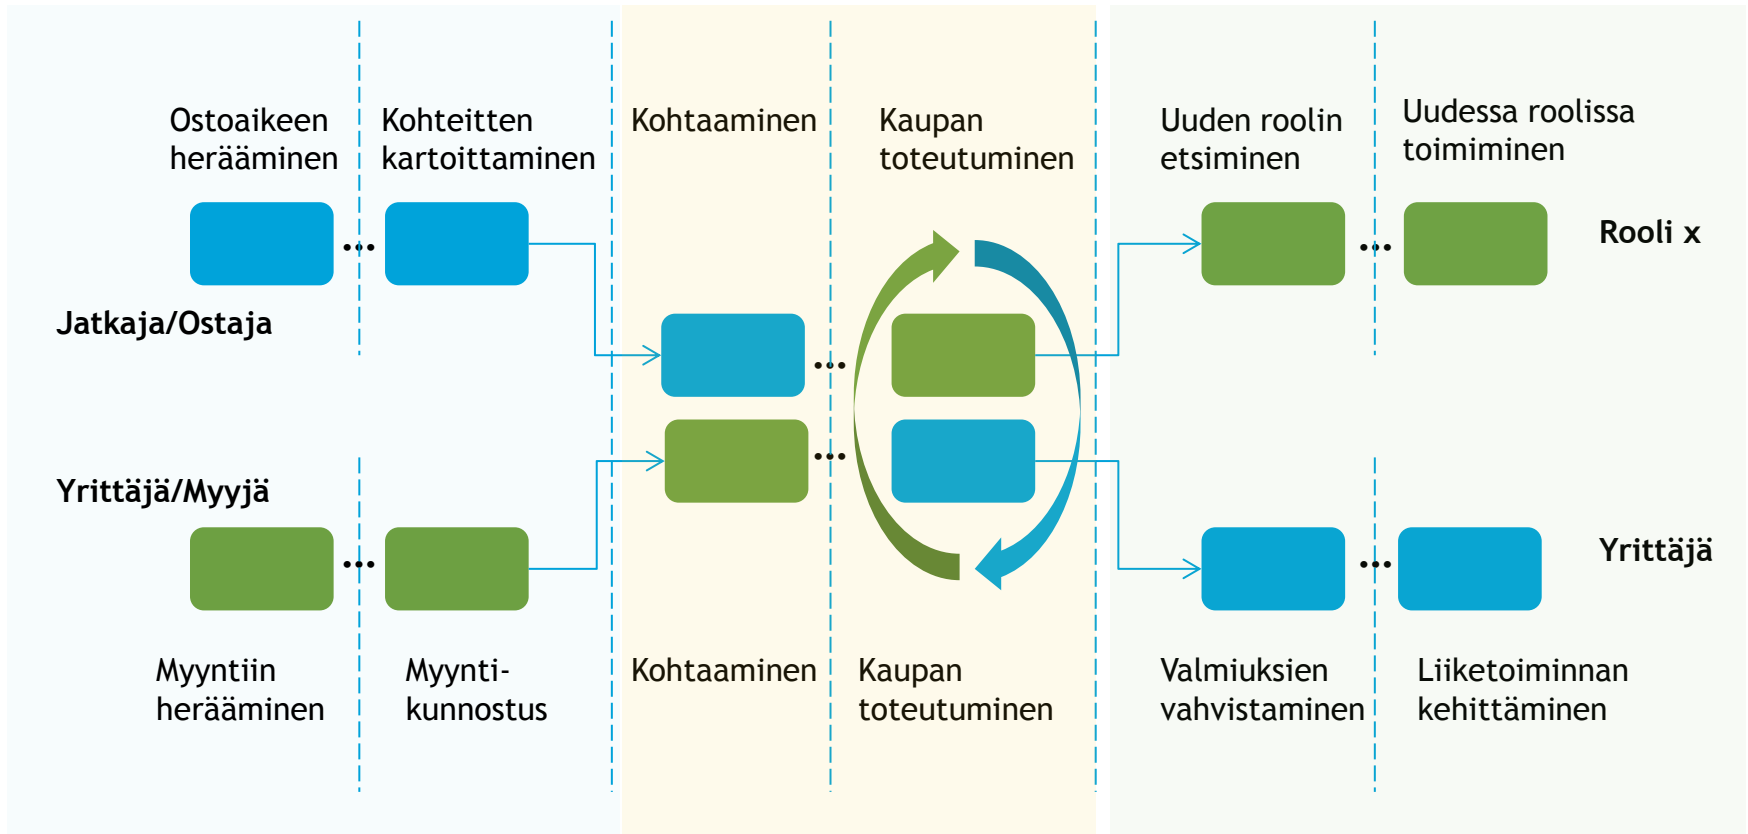 Ostoaikeen
herääminen
Kohteitten
kartoittaminen
Kohtaaminen
Kaupan
toteutuminen
Uuden roolin
etsiminen
Uudessa roolissa
toimiminen
Rooli x
Jatkaja/Ostaja
Yrittäjä/Myyjä
Yrittäjä
Myyntiin
herääminen
Myynti-
kunnostus
Kohtaaminen
Kaupan
toteutuminen
Valmiuksien
vahvistaminen
Liiketoiminnan
kehittäminen